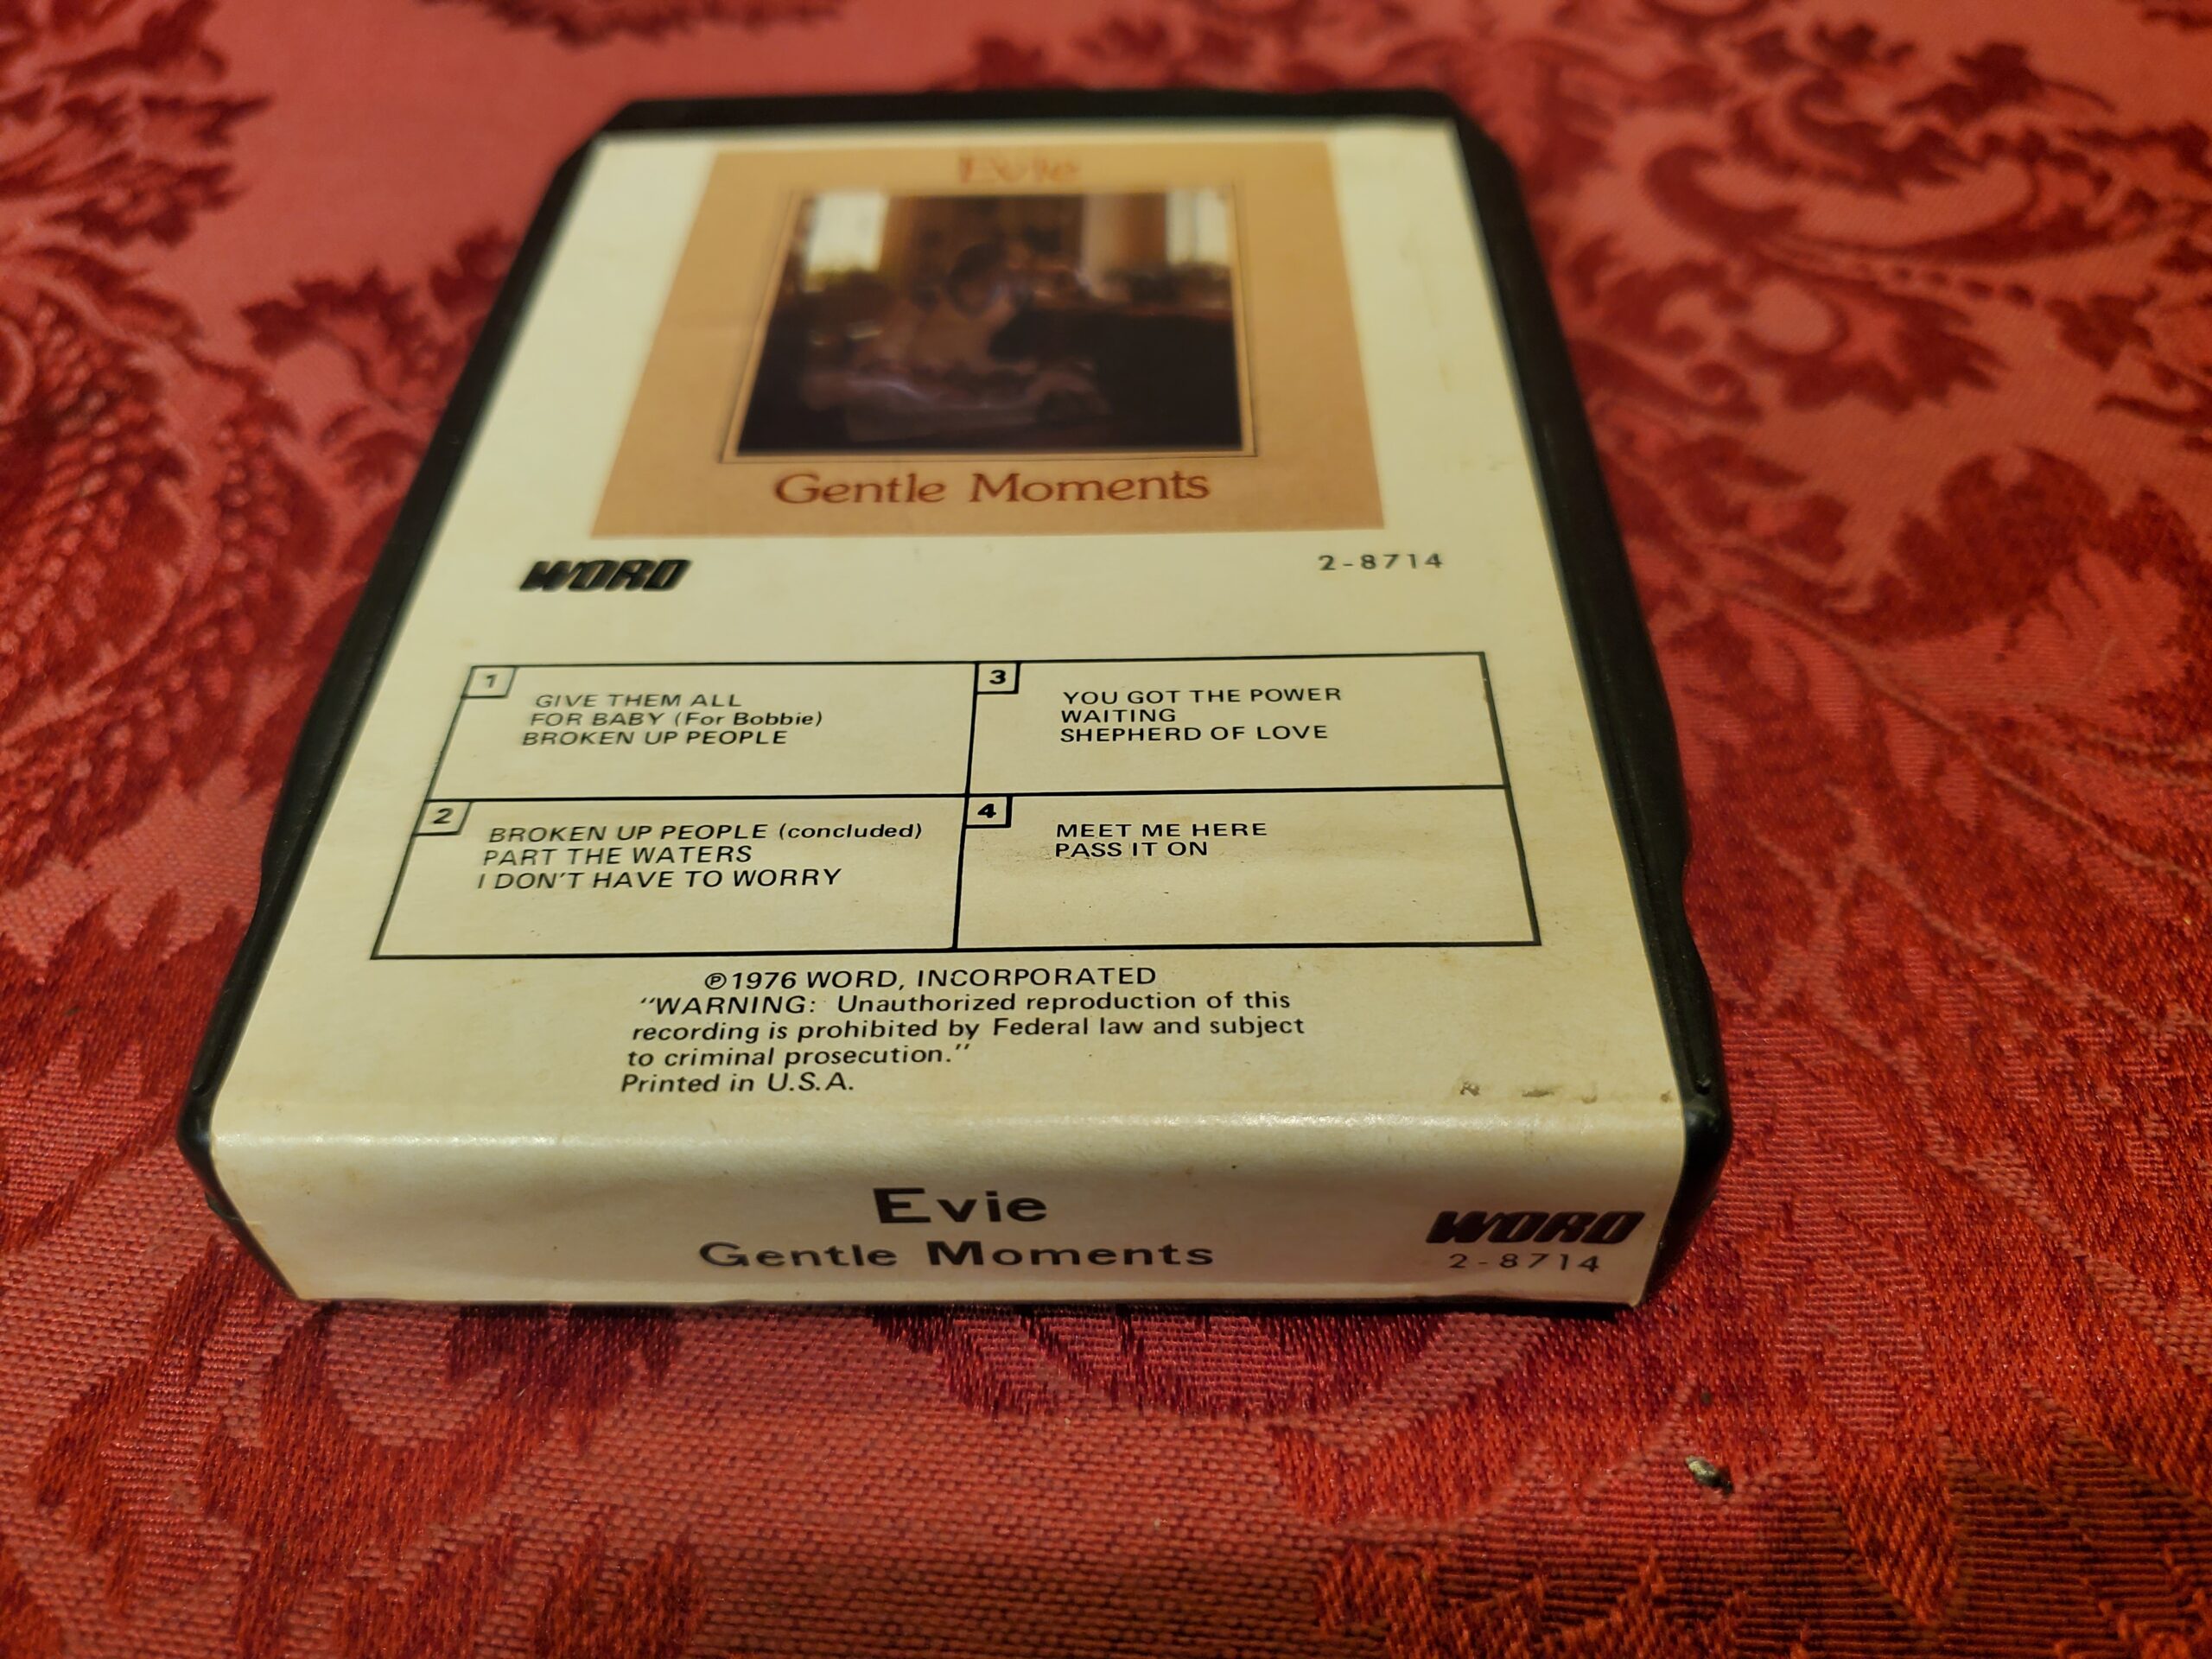 Evie
Gentle Moments
WORD
2-8714
1
GIVE THEM ALL
FOR BABY (For Bobbie)
BROKEN UP PEOPLE
2
BROKEN UP PEOPLE (concluded)
PART THE WATERS
I DON'T HAVE TO WORRY
3
YOU GOT THE POWER
WAITING
SHEPHERD OF LOVE
4
MEET ME HERE
PASS IT ON
℗1976 WORD, INCORPORATED
"WARNING: Unauthorized reproduction of this
recording is prohibited by Federal law and subject
to criminal prosecution."
Printed in U.S.A.
Evie
Gentle Moments
WORD
2-8714